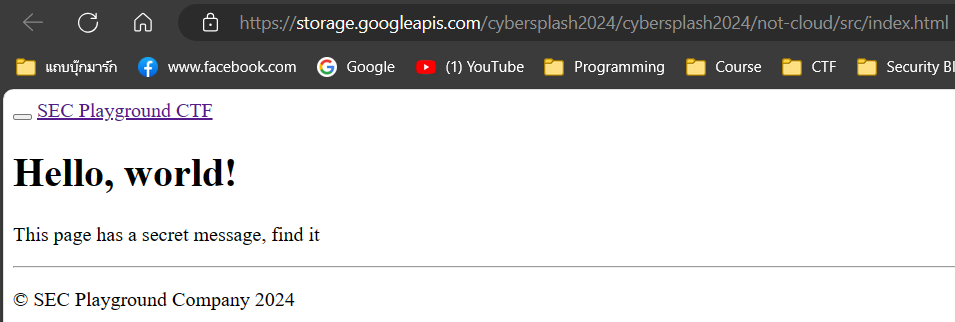 https://storage.googleapis.com/cybersplash2024/cybersplash2024/not-cloud/src/index.html
แถบบุ๊กมาร์ก www.facebook.com Google (1) YouTube Programming Course CTF Security Bl
SEC Playground CTF
Hello, world!
This page has a secret message, find it
© SEC Playground Company 2024